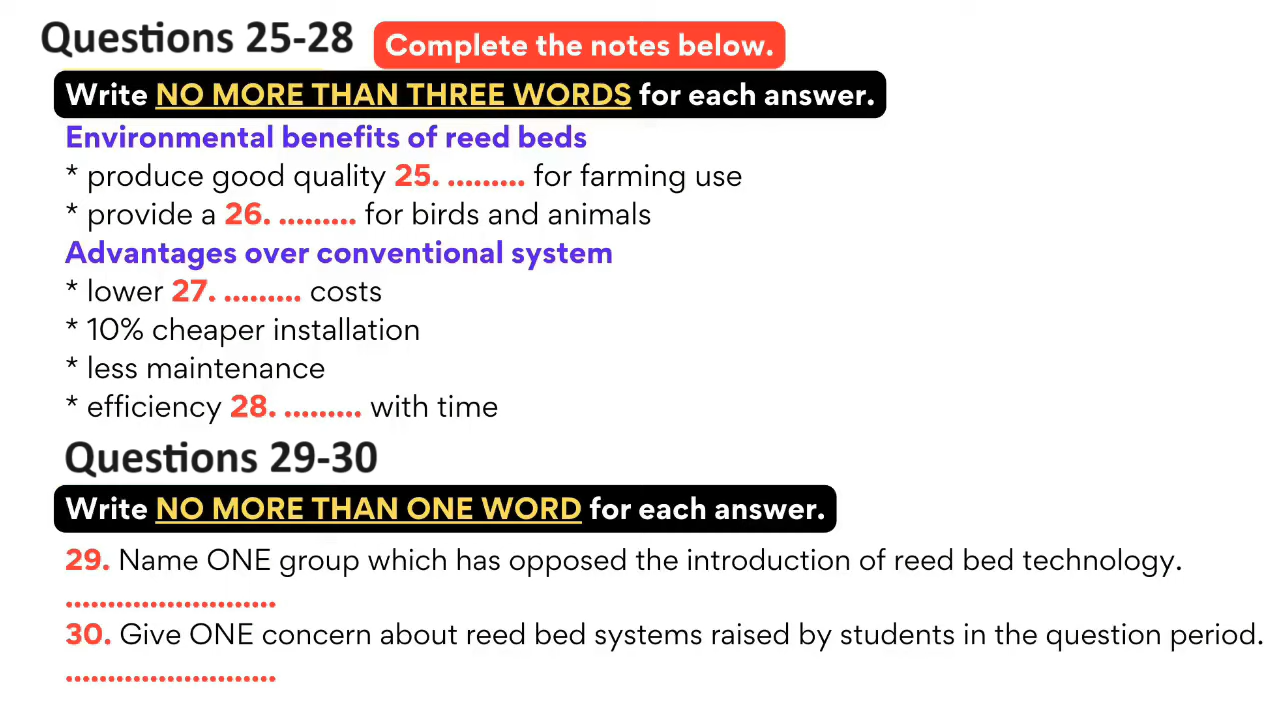 Questions 25-28 Complete the notes below.
Write NO MORE THAN THREE WORDS for each answer.
Environmental benefits of reed beds
* produce good quality 25. ......... for farming use
* provide a 26. ......... for birds and animals
Advantages over conventional system
* lower 27. ......... costs
* 10% cheaper installation
* less maintenance
* efficiency 28. ......... with time
Questions 29-30
Write NO MORE THAN ONE WORD for each answer.
29. Name ONE group which has opposed the introduction of reed bed technology.
.........................
30. Give ONE concern about reed bed systems raised by students in the question period.
.........................